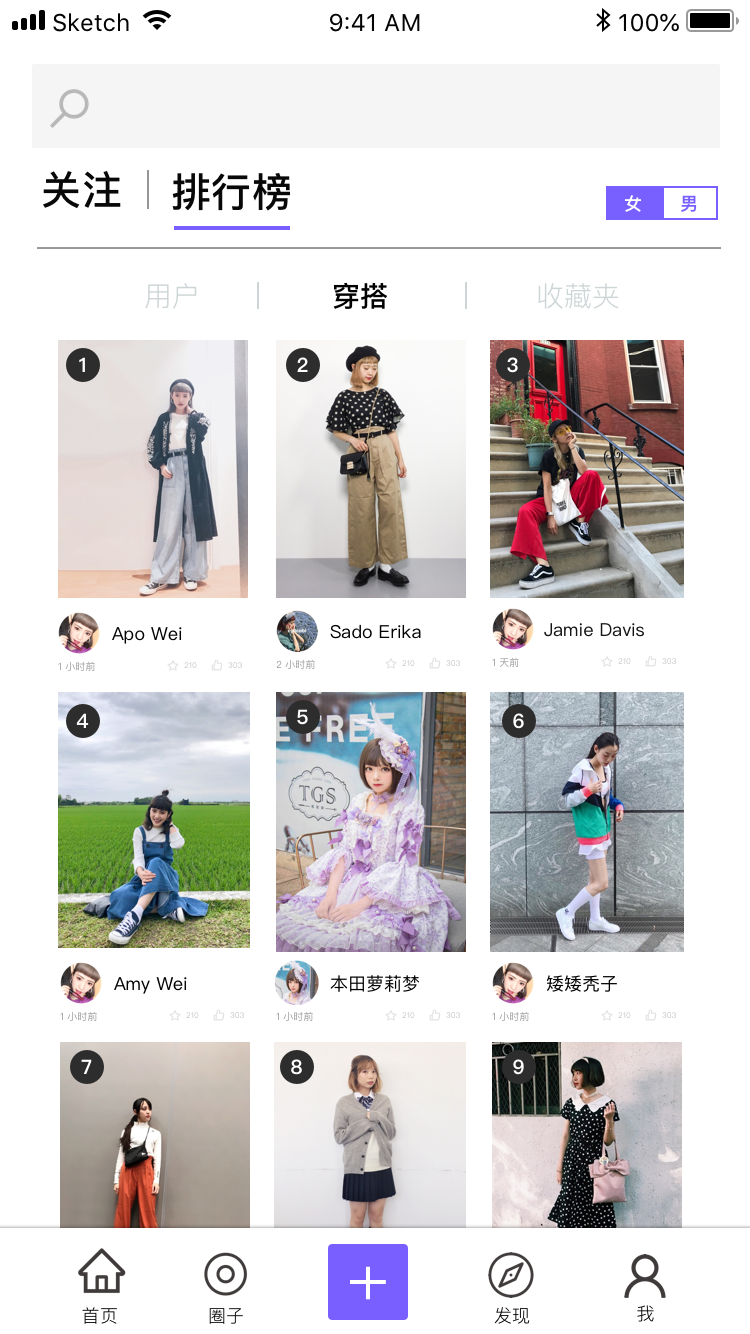 Sketch 9:41 AM 100%
关注 排行榜 女 男
用户 穿搭 收藏夹
1 2 3
Apo Wei Sado Erika Jamie Davis
1 小时前 210 303 2 小时前 210 303 1 天前 210 303
4 5 6
E FREE
TGS
Amy Wei 本田萝莉梦 矮矮秃子
1 小时前 210 303 1 小时前 210 303 1 小时前 210 303
7 8 9
首页 圈子 发现 我